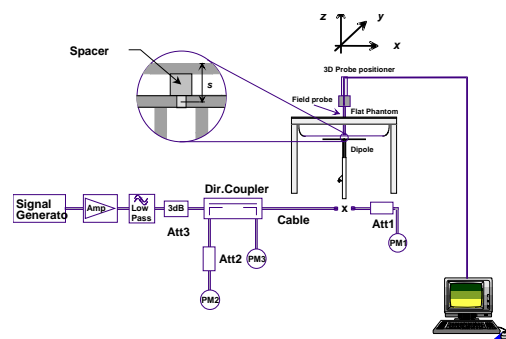 z
y
x
Spacer
s
3D Probe positioner
Field probe
Flat Phantom
Dipole
Dir.Coupler
Signal
Generato
Amp
Low
Pass
3dB
Cable
x
Att3
Att1
Att2
PM3
PM1
PM2